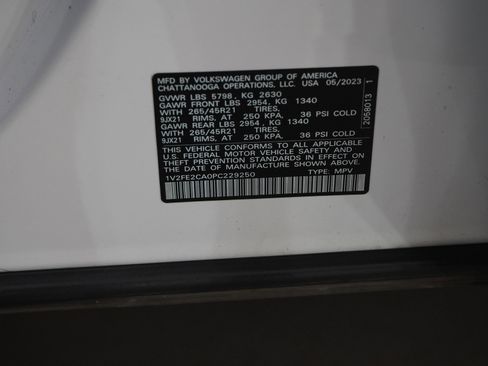 MFD BY VOLKSWAGEN GROUP OF AMERICA
CHATTANOOGA OPERATIONS, LLC. USA 05/2023
GVWR LBS 5798, KG 2630
GAWR FRONT LBS 2954, KG 1340
WITH 265/45R21 TIRES,
9JX21 RIMS, AT 250 KPA, 36 PSI COLD
GAWR REAR LBS 2954, KG 1340
WITH 265/45R21 TIRES,
9JX21 RIMS, AT 250 KPA, 36 PSI COLD
THIS VEHICLE CONFORMS TO ALL APPLICABLE
U.S. FEDERAL MOTOR VEHICLE SAFETY AND
THEFT PREVENTION STANDARDS IN EFFECT ON
THE DATE OF MANUFACTURE SHOWN ABOVE.
1V2FE2CA0PC229250 TYPE: MPV
2058013 1